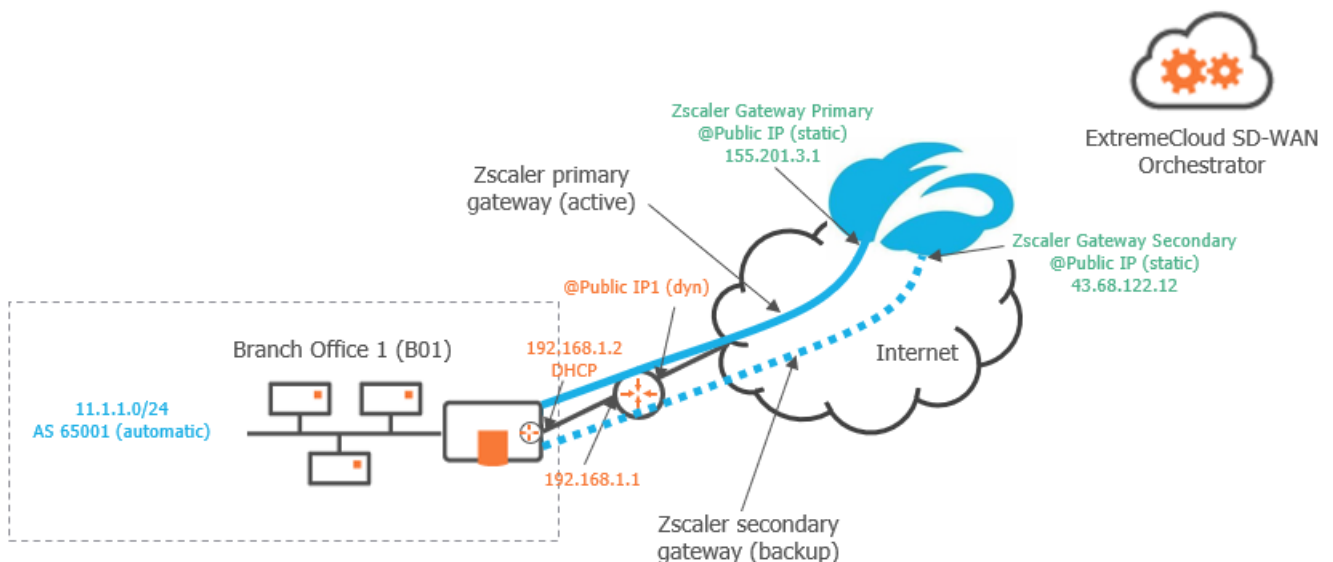 ExtremeCloud SD-WAN
Orchestrator
Zscaler Gateway Primary
@Public IP (static)
155.201.3.1
Zscaler primary
gateway (active)
Zscaler Gateway Secondary
@Public IP (static)
43.68.122.12
@Public IP1 (dyn)
Internet
Branch Office 1 (B01)
192.168.1.2
DHCP
11.1.1.0/24
AS 65001 (automatic)
192.168.1.1
Zscaler secondary
gateway (backup)